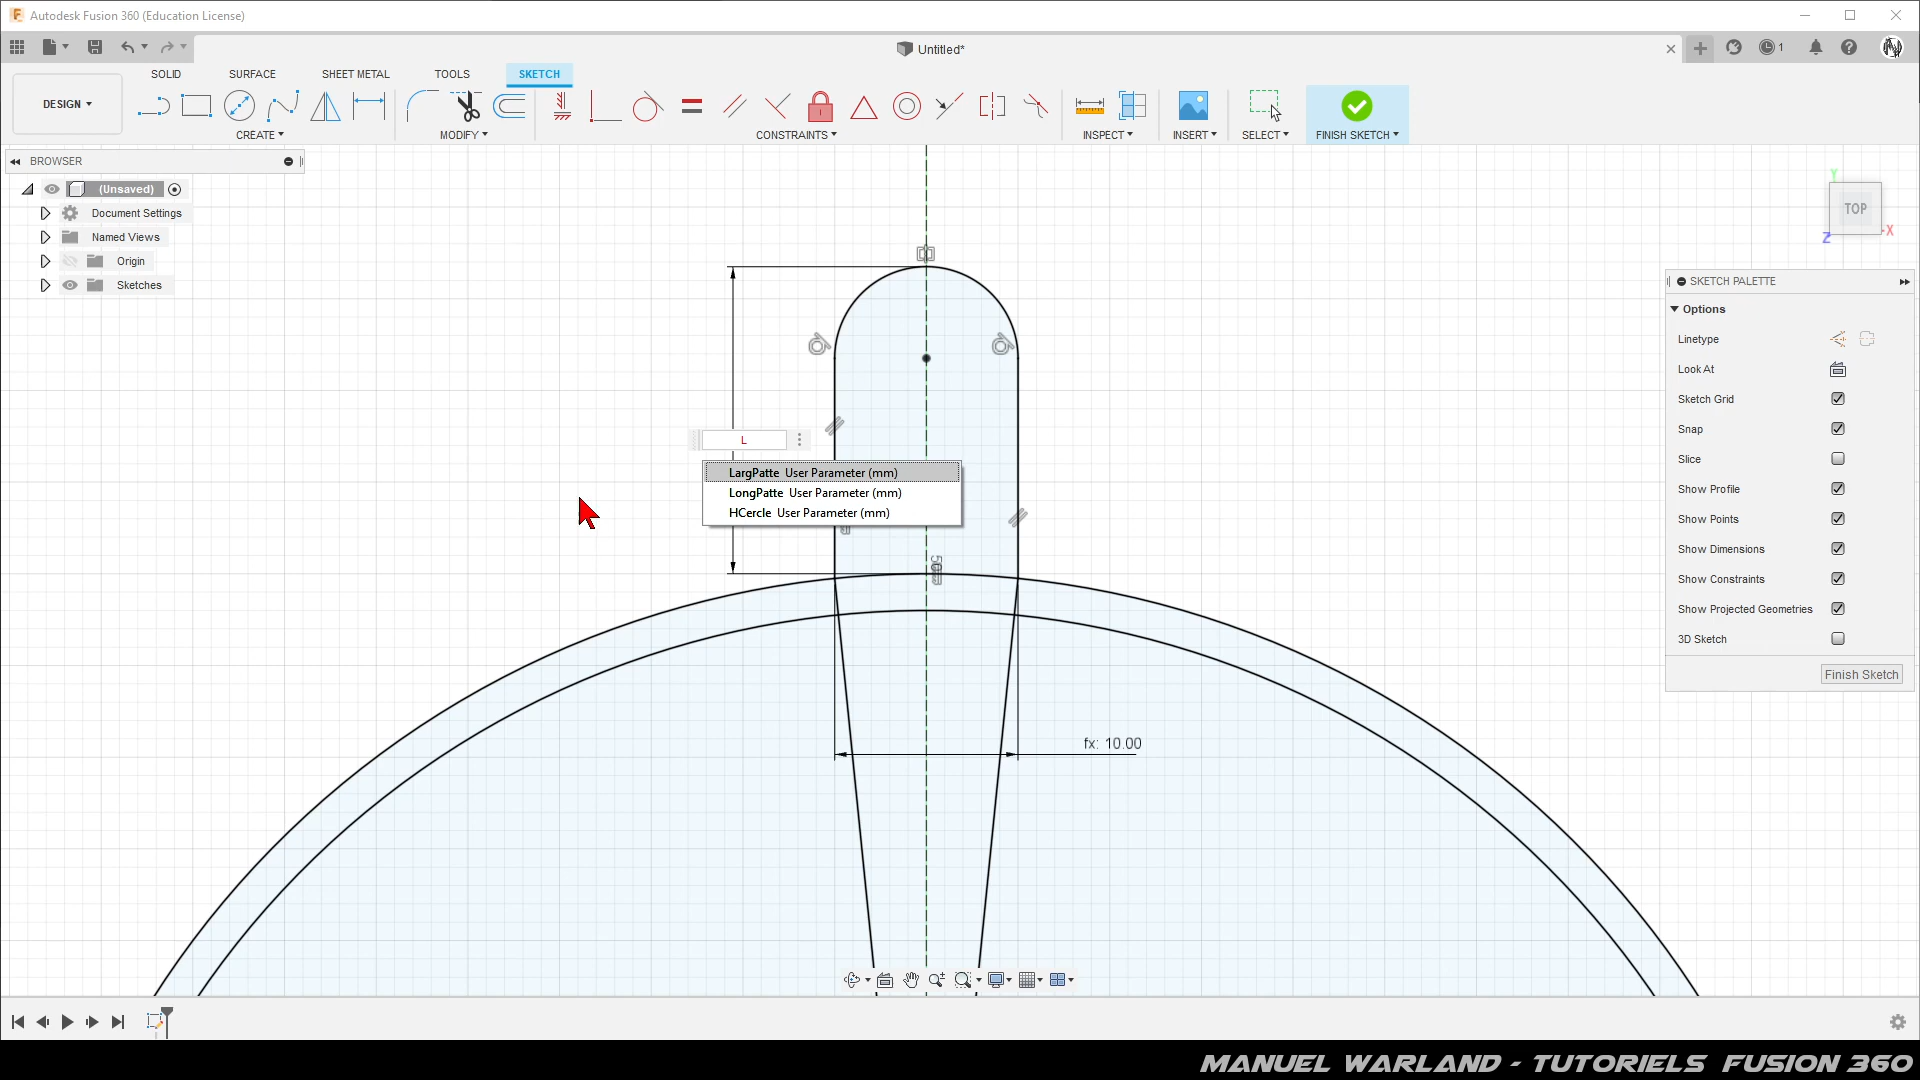 Autodesk Fusion 360 (Education License)
Untitled*
1
SOLID
SURFACE
SHEET METAL
TOOLS
SKETCH
DESIGN
CREATE
MODIFY
CONSTRAINTS
INSPECT
INSERT
SELECT
FINISH SKETCH
BROWSER
(Unsaved)
Document Settings
Named Views
Origin
Sketches
Y
TOP
Z
X
SKETCH PALETTE
Options
Linetype
Look At
Sketch Grid
Snap
Slice
Show Profile
Show Points
Show Dimensions
Show Constraints
Show Projected Geometries
3D Sketch
Finish Sketch
L
LargPatte User Parameter (mm)
LongPatte User Parameter (mm)
HCercle User Parameter (mm)
fx: 10.00
MANUEL WARLAND - TUTORIELS FUSION 360